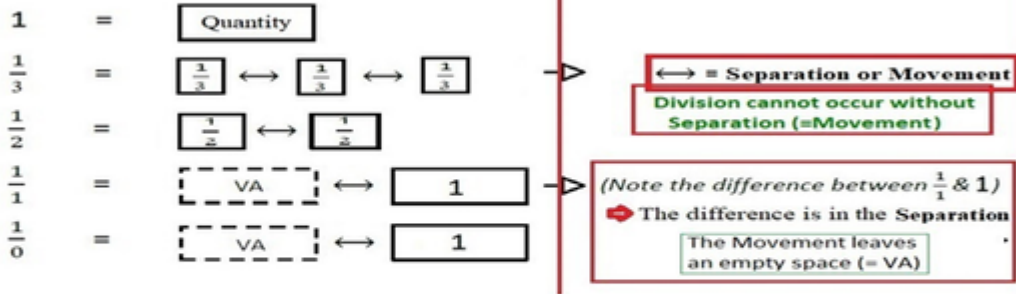 1 = Quantity
1/3 = 1/3 ↔ 1/3 ↔ 1/3
↔ = Separation or Movement
Division cannot occur without
Separation (=Movement)
1/2 = 1/2 ↔ 1/2
1/1 = VA ↔ 1
(Note the difference between 1/1 & 1)
The difference is in the Separation
1/0 = VA ↔ 1
The Movement leaves
an empty space (= VA)